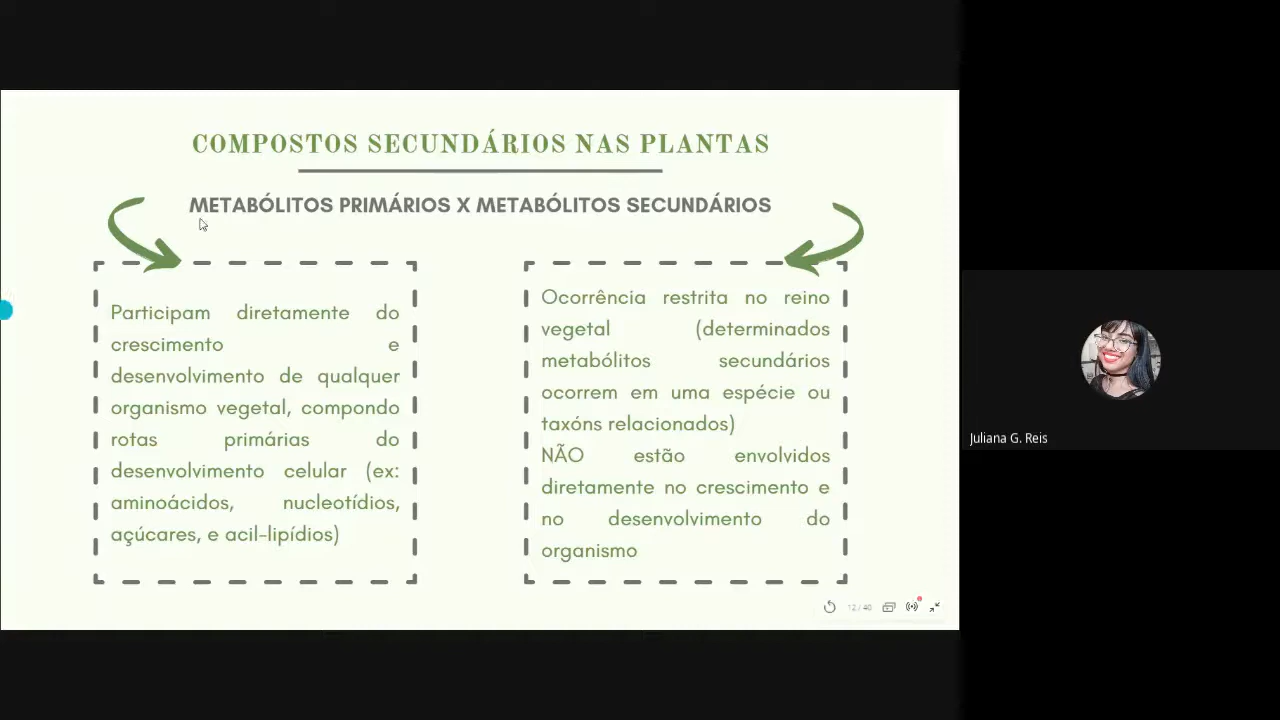 COMPOSTOS SECUNDÁRIOS NAS PLANTAS
METABÓLITOS PRIMÁRIOS X METABÓLITOS SECUNDÁRIOS
Participam diretamente do
crescimento e
desenvolvimento de qualquer
organismo vegetal, compondo
rotas primárias do
desenvolvimento celular (ex:
aminoácidos, nucleotídios,
açúcares, e acil-lipídios)
Ocorrência restrita no reino
vegetal (determinados
metabólitos secundários
ocorrem em uma espécie ou
taxóns relacionados)
NÃO estão envolvidos
diretamente no crescimento e
no desenvolvimento do
organismo
12 / 40
Juliana G. Reis